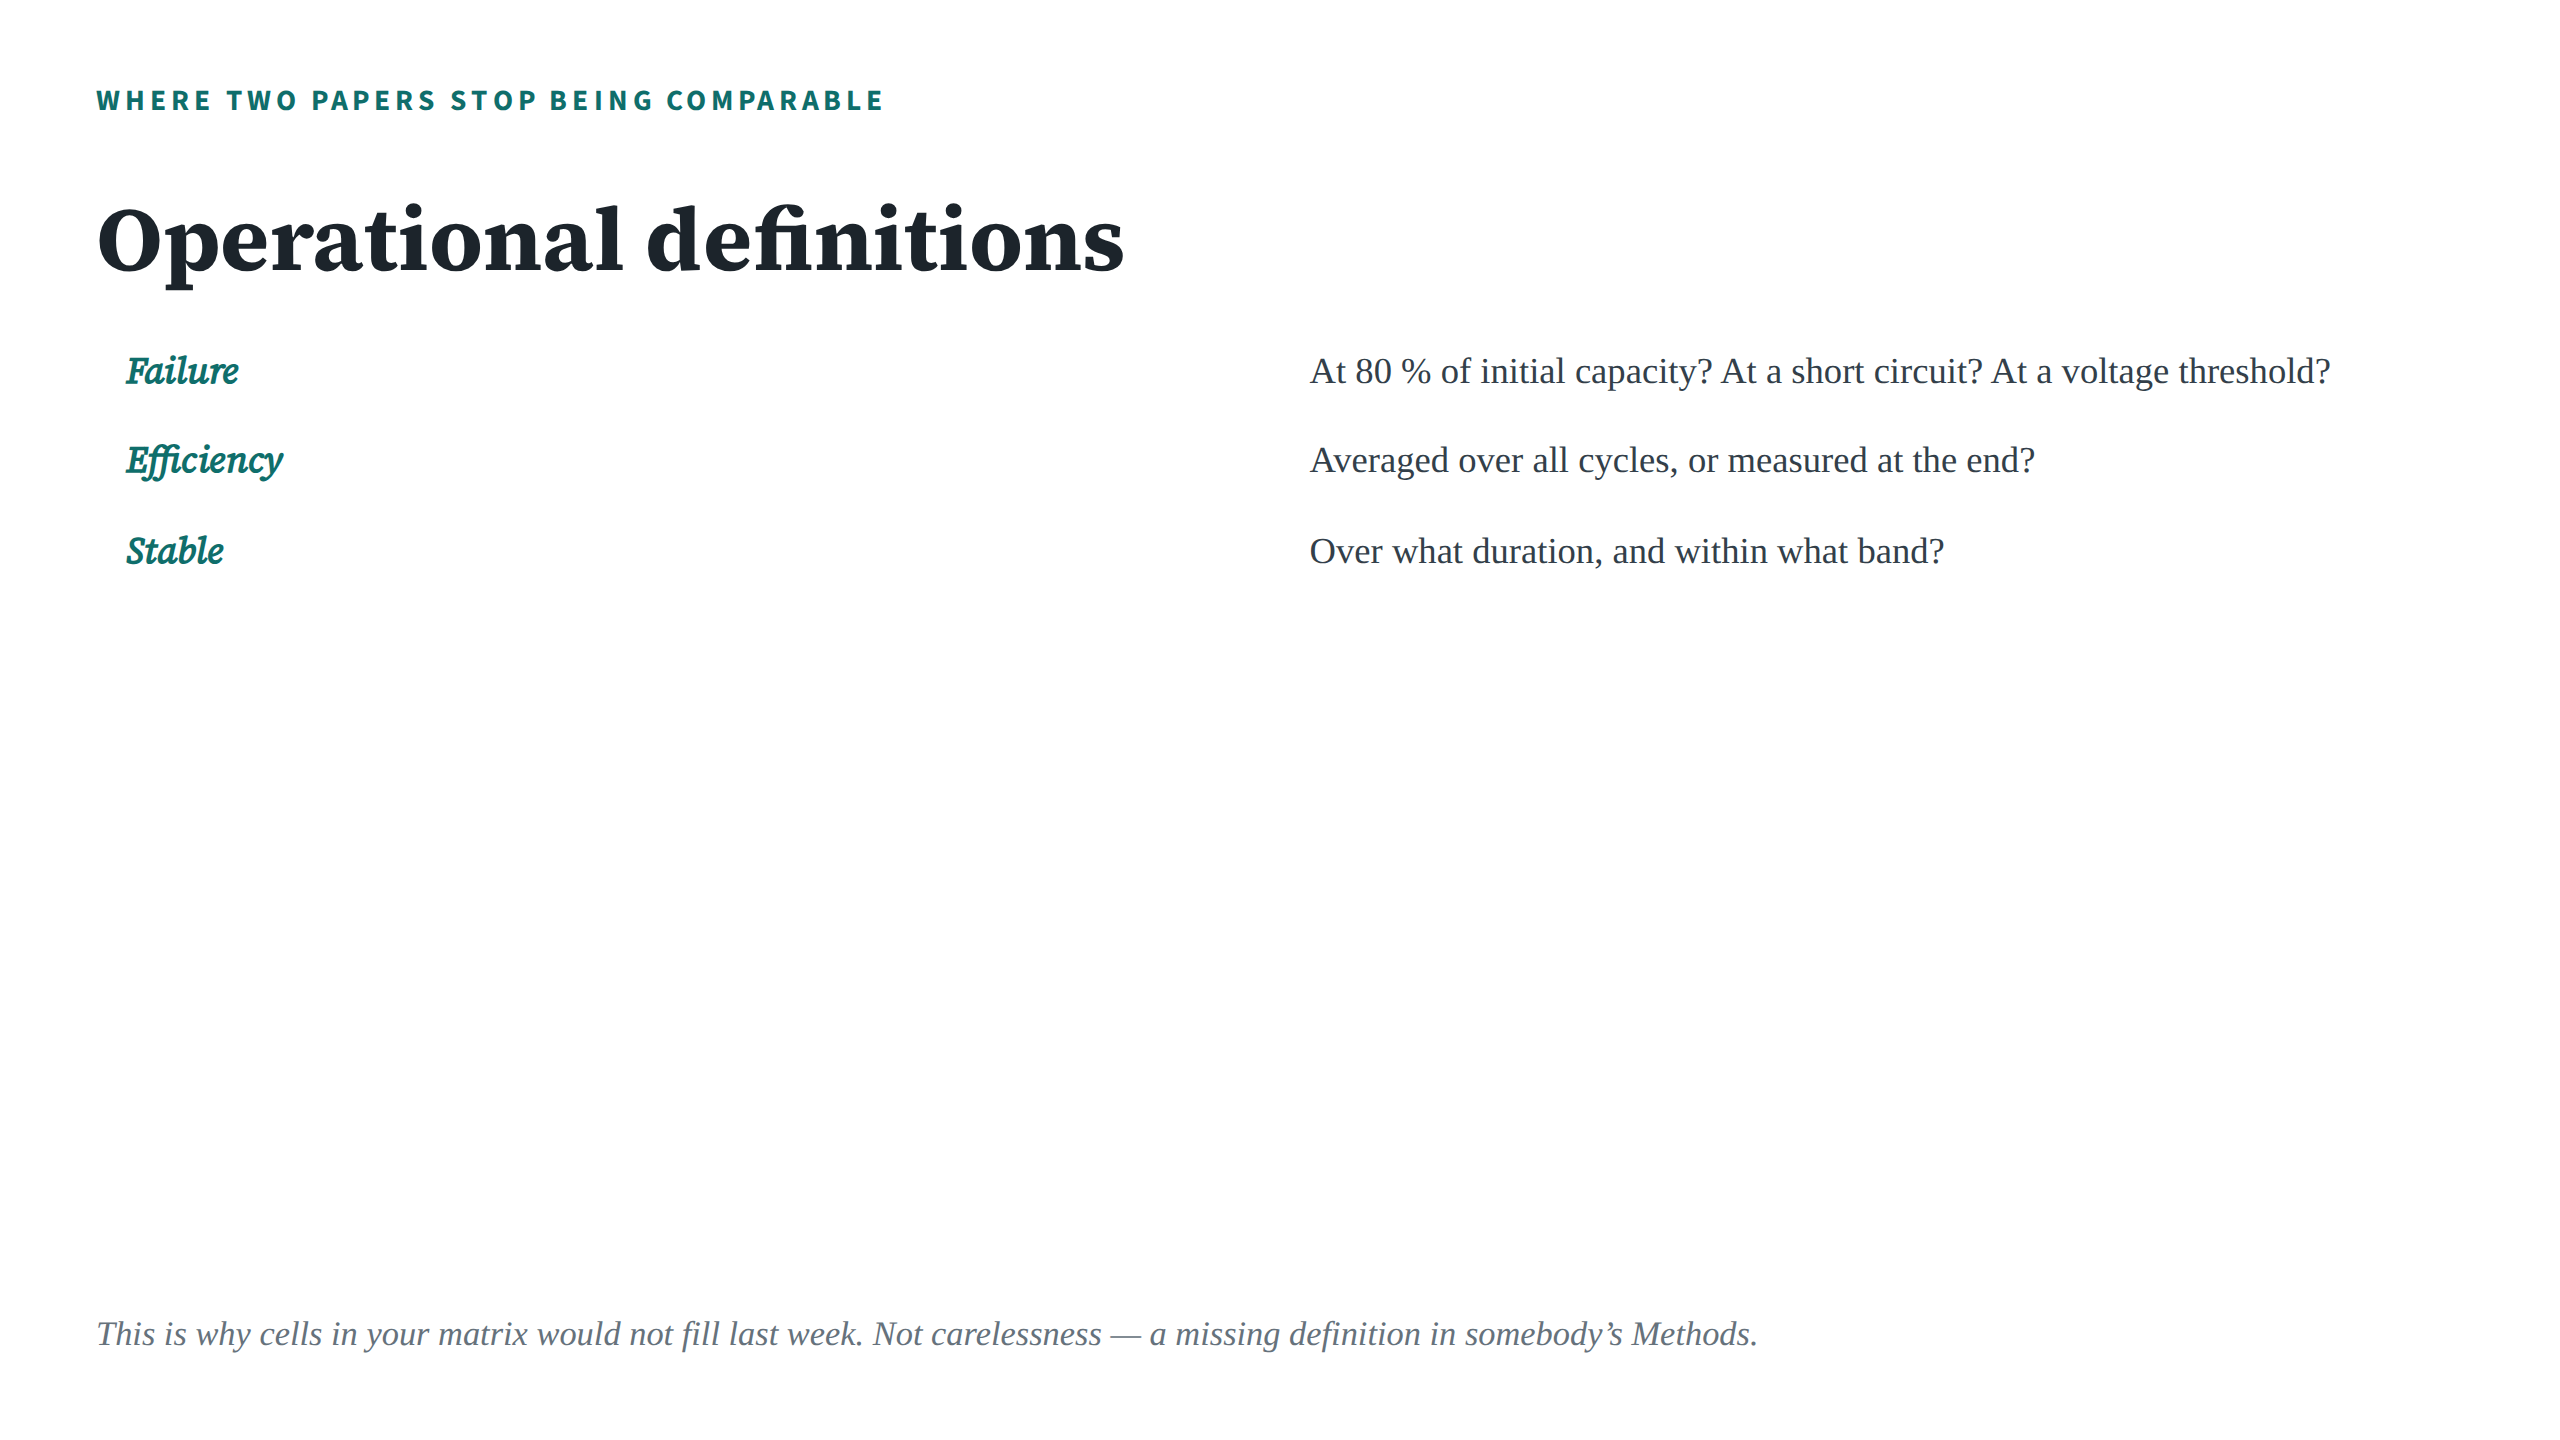 WHERE TWO PAPERS STOP BEING COMPARABLE
Operational definitions
Failure At 80 % of initial capacity? At a short circuit? At a voltage threshold?
Efficiency Averaged over all cycles, or measured at the end?
Stable Over what duration, and within what band?
This is why cells in your matrix would not fill last week. Not carelessness — a missing definition in somebody’s Methods.